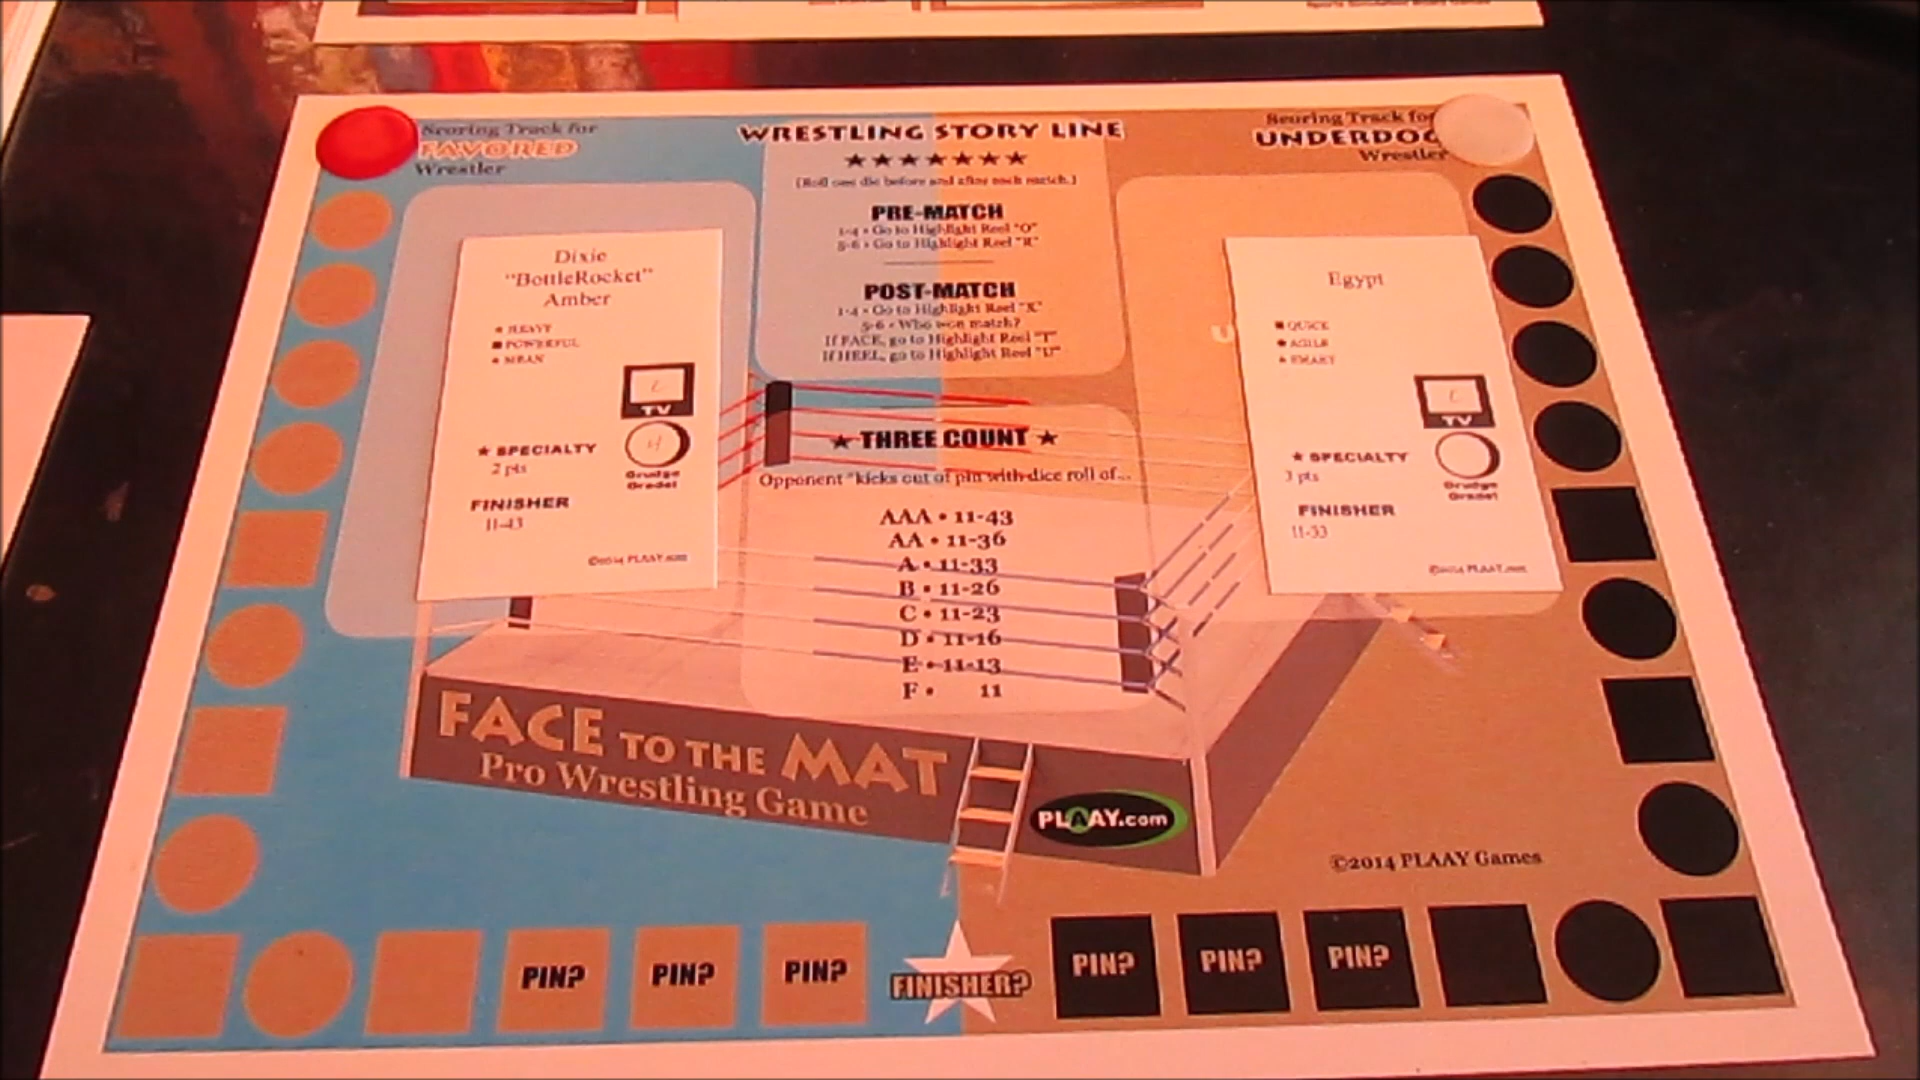 Scoring Track for
FAVORED
Wrestler
WRESTLING STORY LINE
★★★★★★★
(Roll one die before and after each match.)
PRE-MATCH
1-4 • Go to Highlight Reel "O"
5-6 • Go to Highlight Reel "R"
POST-MATCH
1-4 • Go to Highlight Reel "X"
5-6 • Who won match?
If FACE, go to Highlight Reel "T"
If HEEL, go to Highlight Reel "U"
Scoring Track for
UNDERDOG
Wrestler
Dixie
"BottleRocket"
Amber
★ HEAVY
■ POWERFUL
★ MEAN
TV
★ SPECIALTY
2 pts
Grudge
Grade!
FINISHER
11-43
©2014 PLAAY.com
★ THREE COUNT ★
Opponent "kicks out of pin with dice roll of...
AAA • 11-43
AA • 11-36
A • 11-33
B • 11-26
C • 11-23
D • 11-16
E • 11-13
F • 11
U
Egypt
■ QUICK
● AGILE
★ SMART
TV
★ SPECIALTY
3 pts
Grudge
Grade!
FINISHER
11-33
©2014 PLAAY.com
FACE TO THE MAT
Pro Wrestling Game
PLAAY.com
©2014 PLAAY Games
PIN?
PIN?
PIN?
FINISHER?
PIN?
PIN?
PIN?